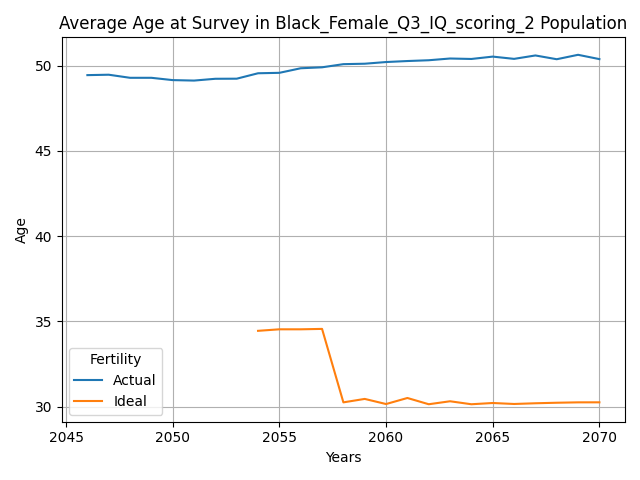 Average Age at Survey in Black_Female_Q3_IQ_scoring_2 Population
Age
50
45
40
35
30
Fertility
Actual
Ideal
2045
2050
2055
2060
2065
2070
Years